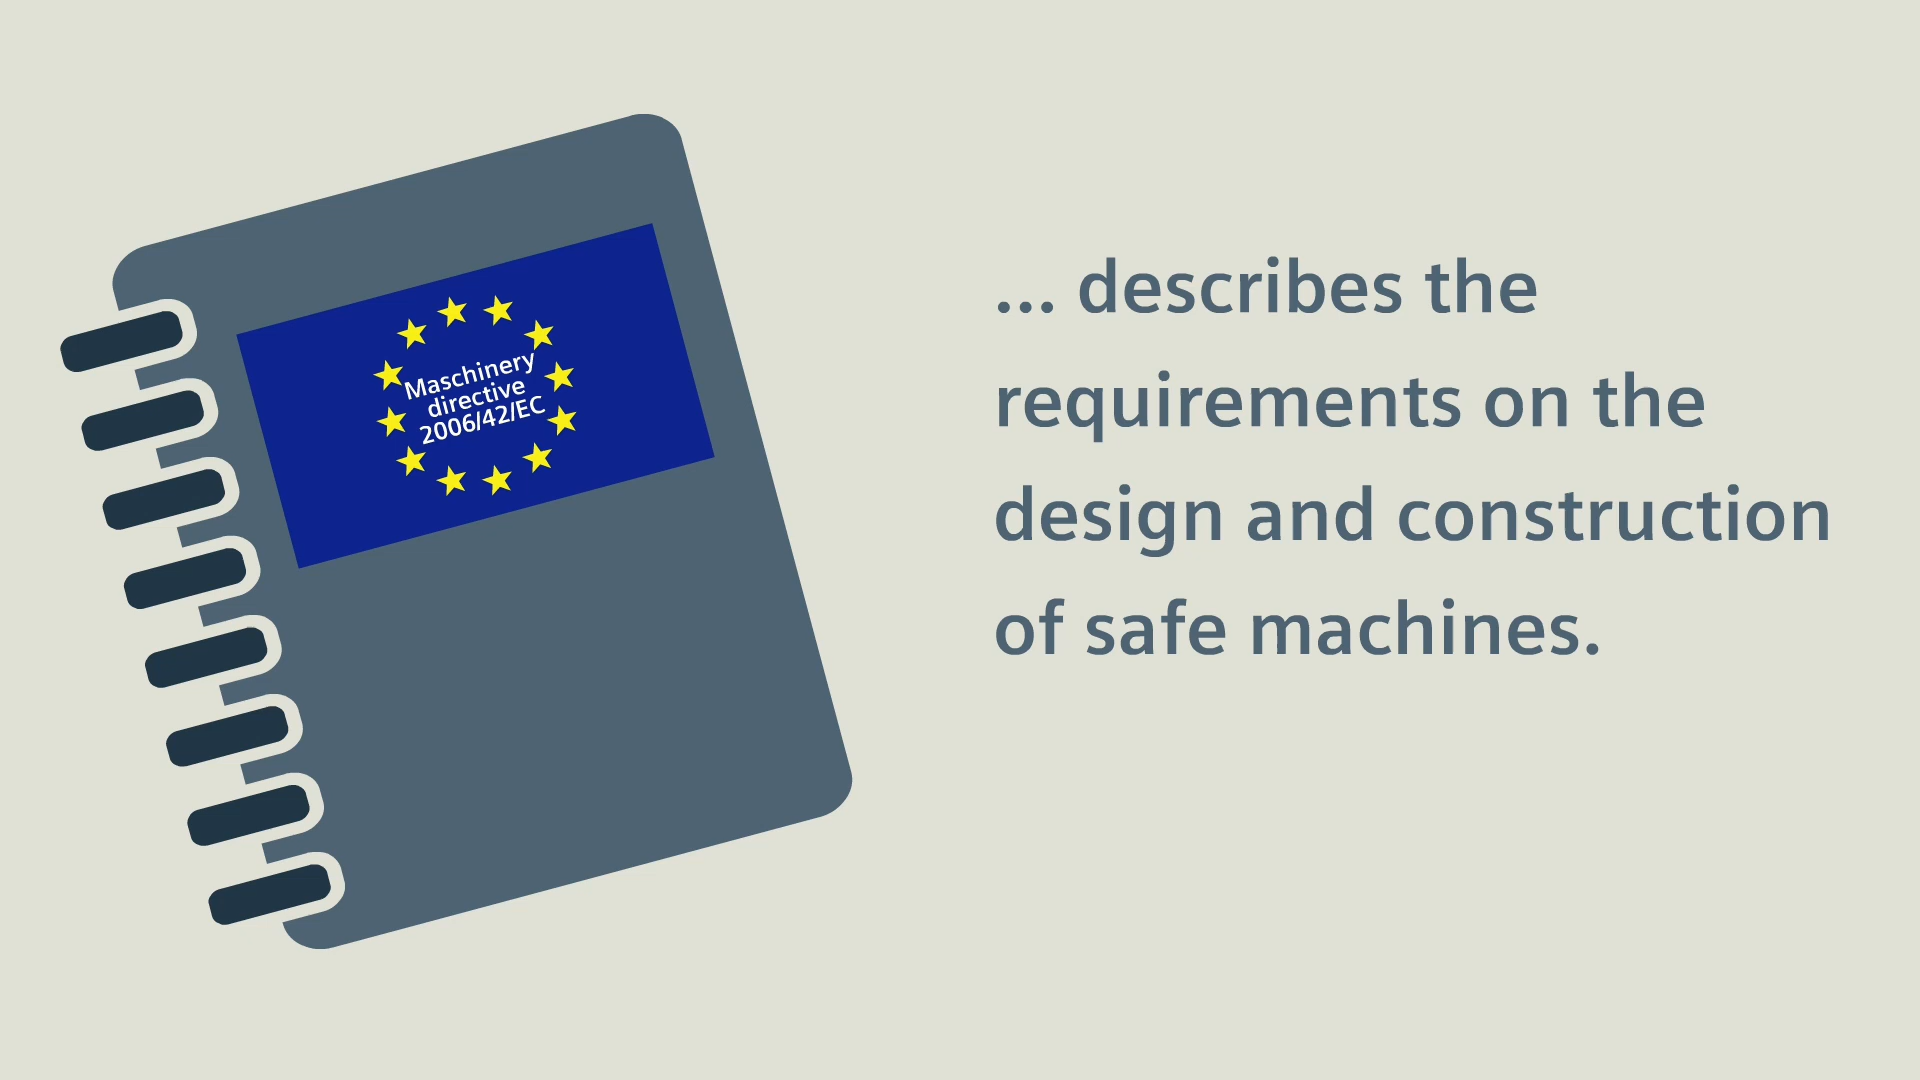 Maschinery
directive
2006/42/EC
... describes the
requirements on the
design and construction
of safe machines.